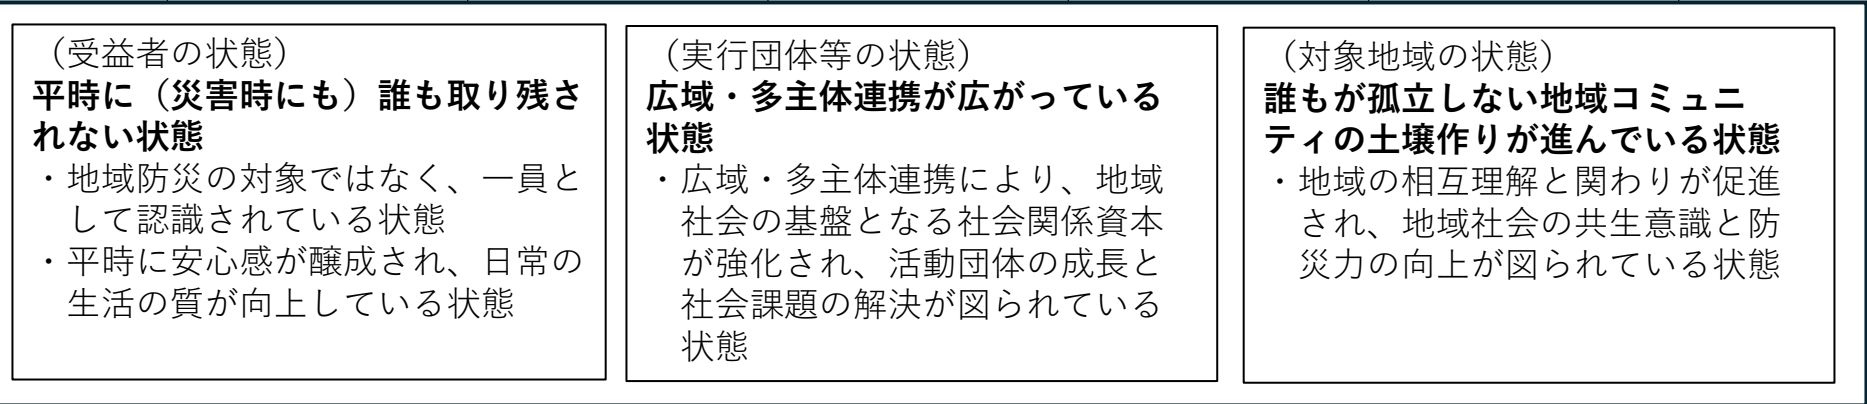 （受益者の状態）
平時に（災害時にも）誰も取り残さ
れない状態
・地域防災の対象ではなく、一員と
して認識されている状態
・平時に安心感が醸成され、日常の
生活の質が向上している状態
（実行団体等の状態）
広域・多主体連携が広がっている
状態
・広域・多主体連携により、地域
社会の基盤となる社会関係資本
が強化され、活動団体の成長と
社会課題の解決が図られている
状態
（対象地域の状態）
誰もが孤立しない地域コミュニ
ティの土壌作りが進んでいる状態
・地域の相互理解と関わりが促進
され、地域社会の共生意識と防
災力の向上が図られている状態